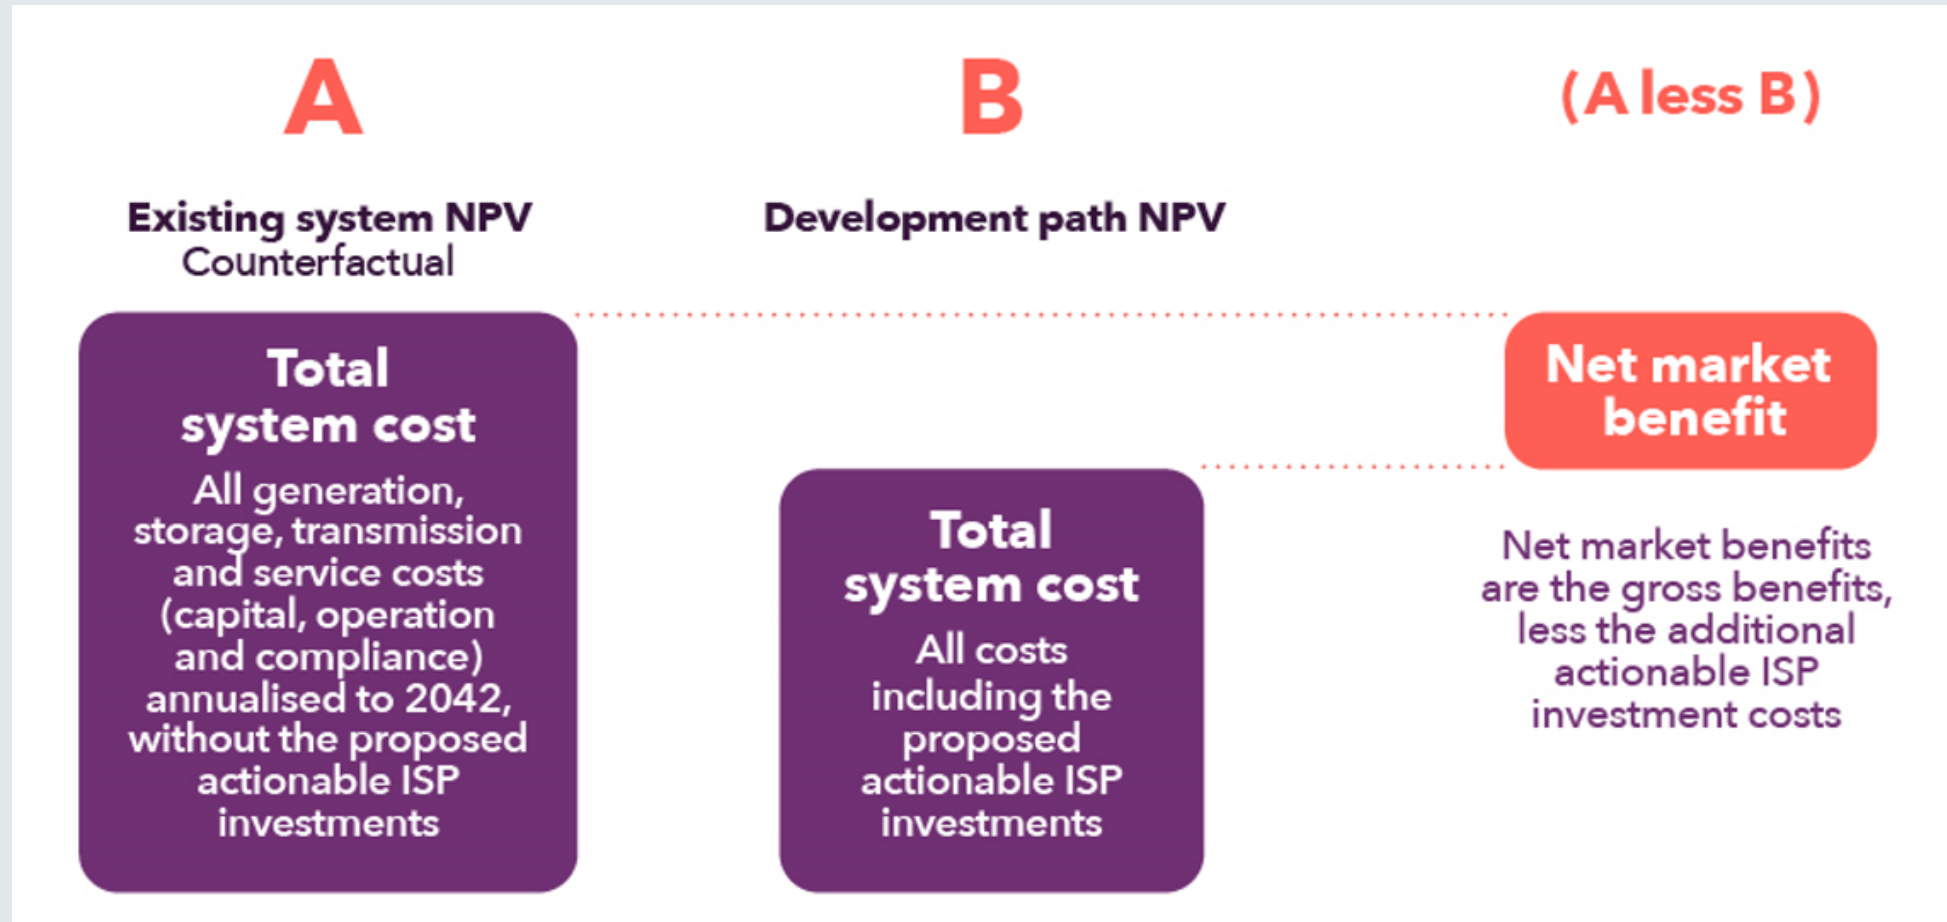 A
Existing system NPV
Counterfactual
Total
system cost
All generation,
storage, transmission
and service costs
(capital, operation
and compliance)
annualised to 2042,
without the proposed
actionable ISP
investments
B
Development path NPV
Total
system cost
All costs
including the
proposed
actionable ISP
investments
(A less B)
Net market
benefit
Net market benefits
are the gross benefits,
less the additional
actionable ISP
investment costs